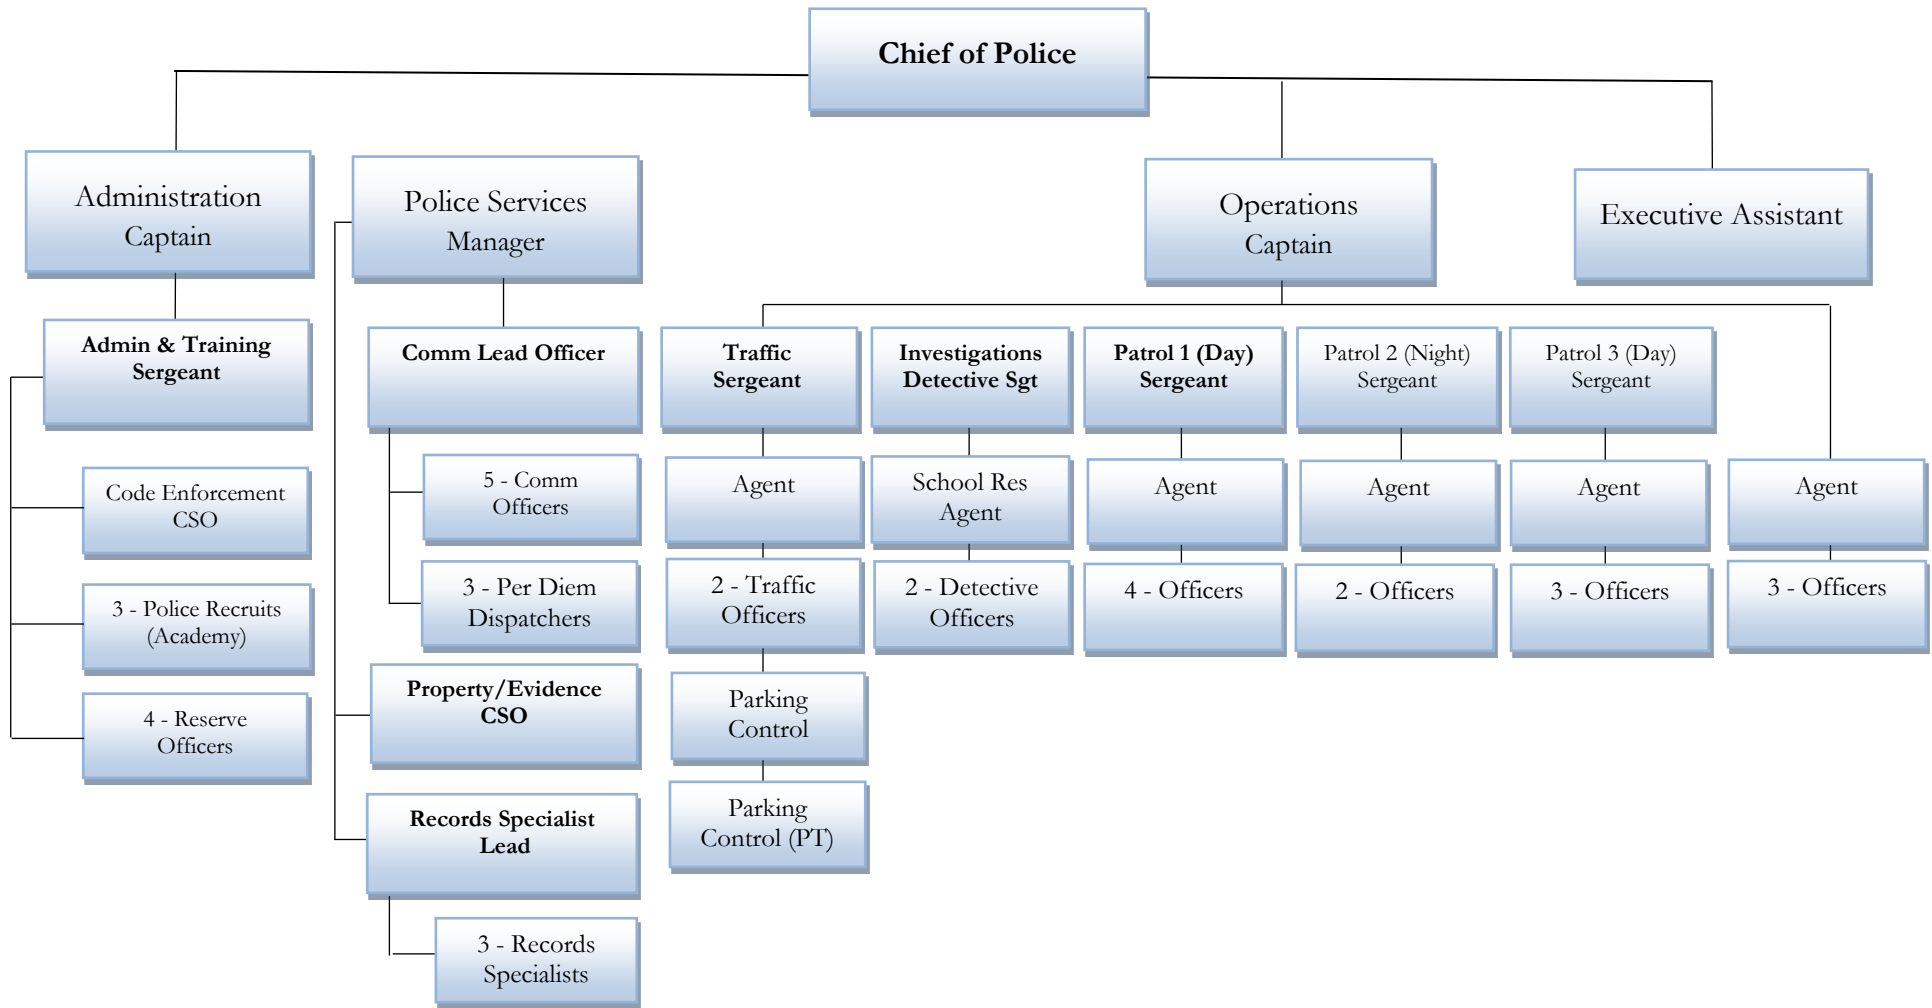 Chief of Police
Administration
Captain
Police Services
Manager
Operations
Captain
Executive Assistant
Admin & Training
Sergeant
Code Enforcement
CSO
3 - Police Recruits
(Academy)
4 - Reserve
Officers
Comm Lead Officer
5 - Comm
Officers
3 - Per Diem
Dispatchers
Property/Evidence
CSO
Records Specialist
Lead
3 - Records
Specialists
Traffic
Sergeant
Agent
2 - Traffic
Officers
Parking
Control
Parking
Control (PT)
Investigations
Detective Sgt
School Res
Agent
2 - Detective
Officers
Patrol 1 (Day)
Sergeant
Agent
4 - Officers
Patrol 2 (Night)
Sergeant
Agent
2 - Officers
Patrol 3 (Day)
Sergeant
Agent
3 - Officers
Agent
3 - Officers